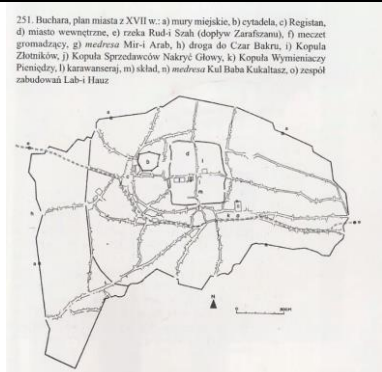 251. Buchara, plan miasta z XVII w.: a) mury miejskie, b) cytadela, c) Registan,
d) miasto wewnętrzne, e) rzeka Rud-i Szah (dopływ Zarafszanu), f) meczet
gromadzący, g) medresa Mir-i Arab, h) droga do Czar Bakru, i) Kopula
Złotników, j) Kopuła Sprzedawców Nakryć Głowy, k) Kopuła Wymieniaczy
Pieniędzy, l) karawanseraj, m) skład, n) medresa Kul Baba Kukaltasz, o) zespół
zabudowań Lab-i Hauz
a
a
b
d
l
c
m
h
a
a
N
0